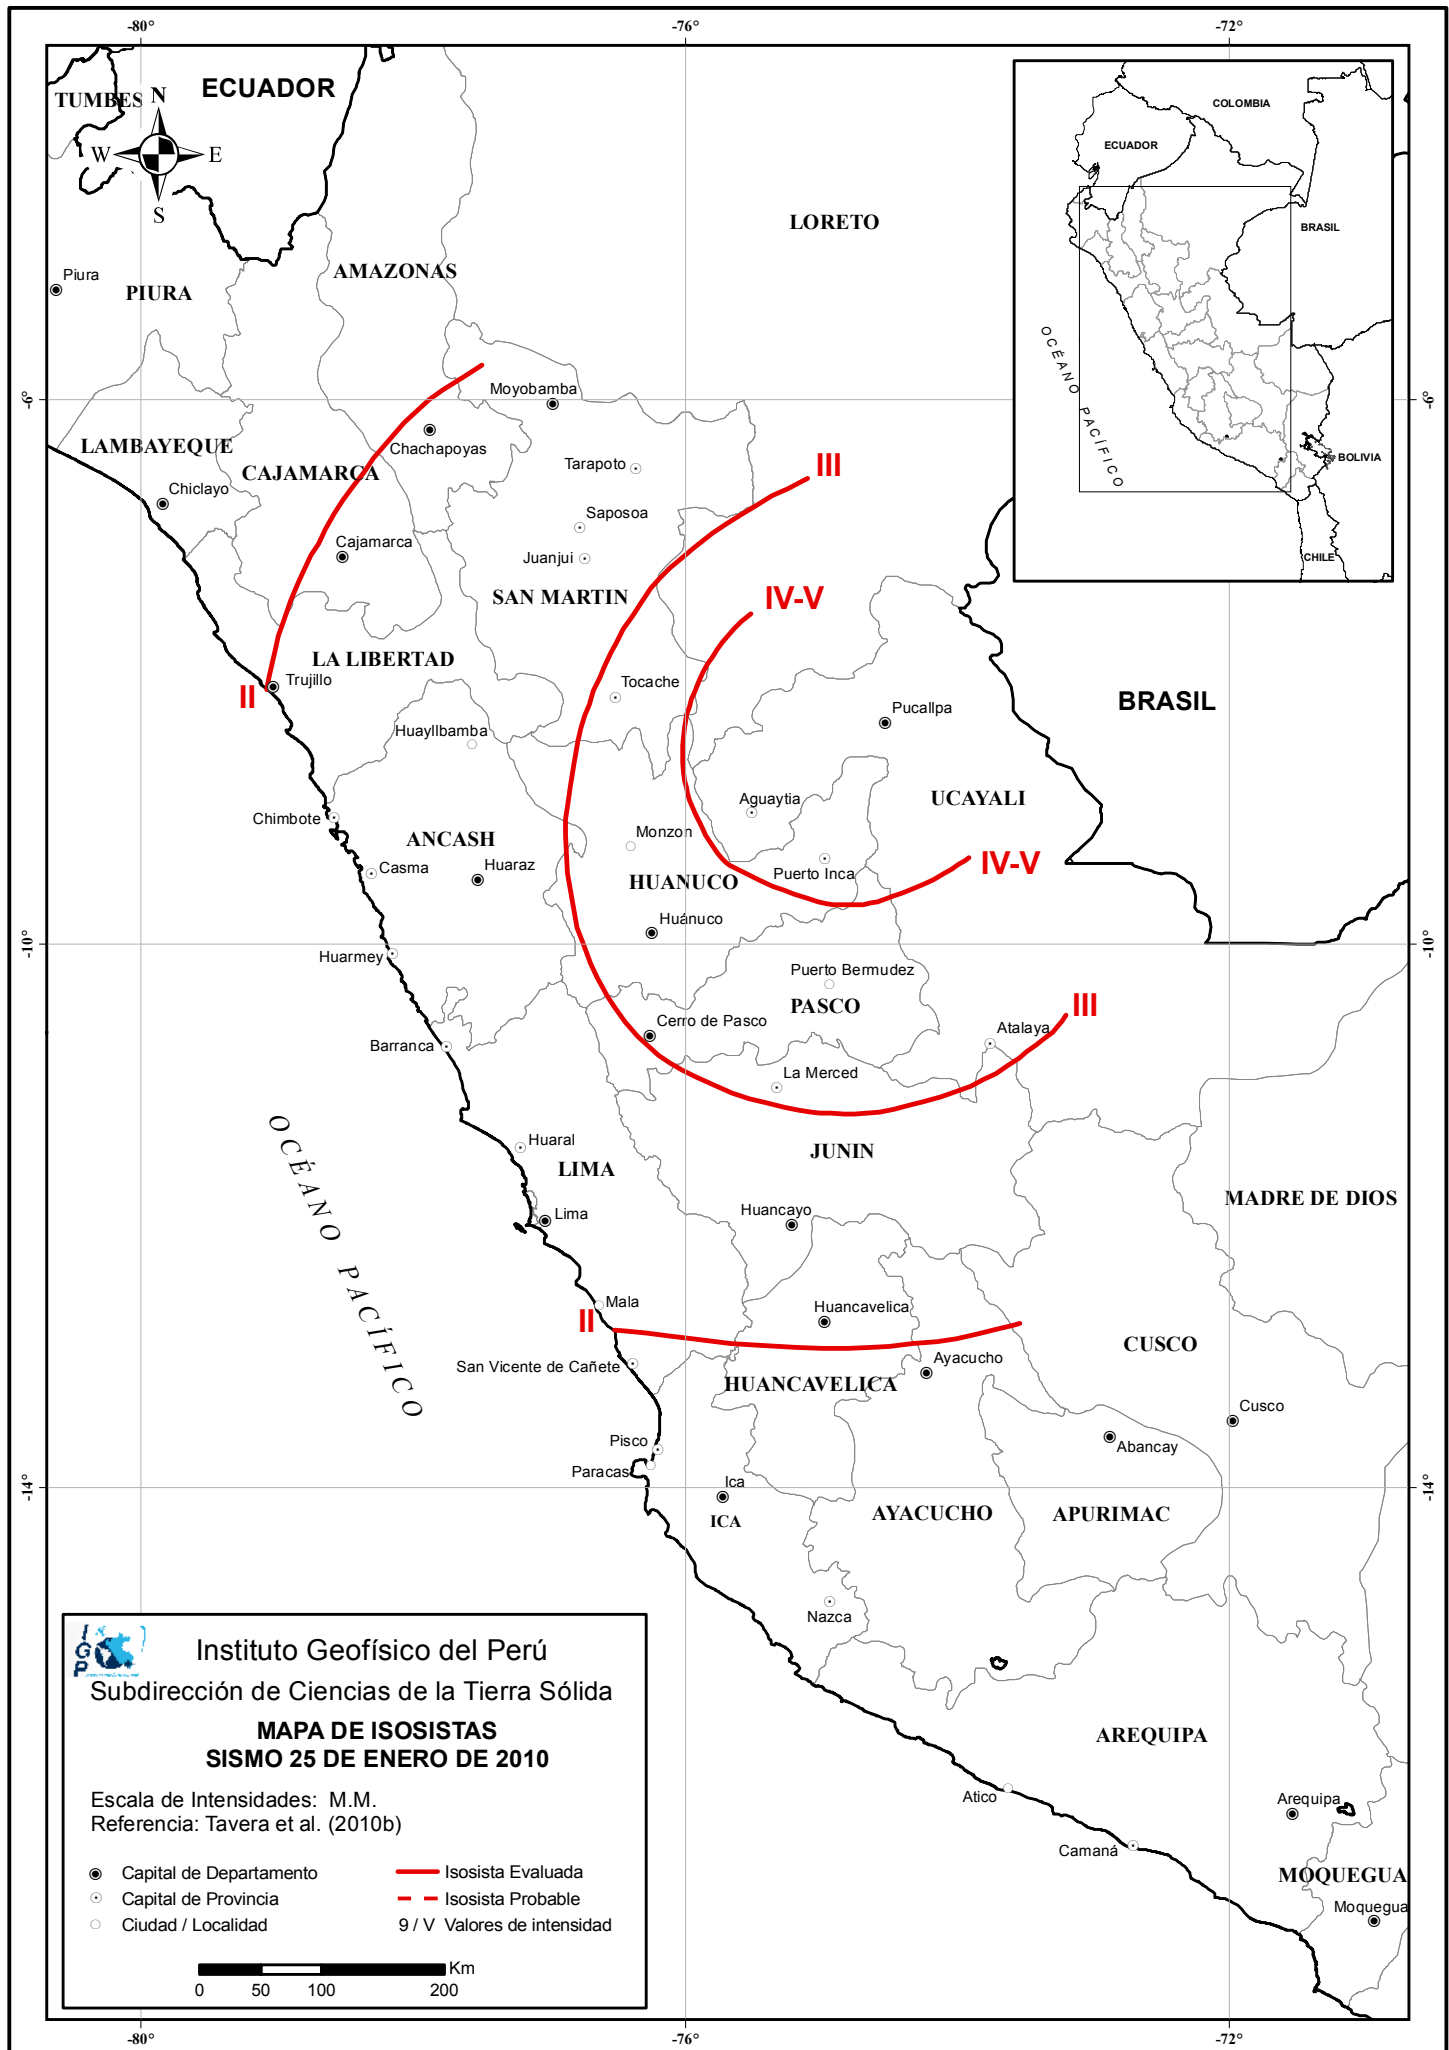 -80°
-76°
-72°
ECUADOR
TUMBES
N
W
E
S
COLOMBIA
ECUADOR
BRASIL
OCÉANO PACÍFICO
BOLIVIA
CHILE
LORETO
AMAZONAS
Piura
PIURA
-6°
-6°
Moyobamba
LAMBAYEQUE
Chachapoyas
CAJAMARCA
Tarapoto
III
Chiclayo
Saposoa
Cajamarca
Juanjui
SAN MARTIN
IV-V
LA LIBERTAD
Trujillo
II
Tocache
BRASIL
Pucallpa
Huayllbamba
UCAYALI
Aguaytia
Chimbote
ANCASH
Monzon
Casma
Huaraz
Puerto Inca
IV-V
HUANUCO
Huánuco
-10°
-10°
Huarmey
Puerto Bermudez
PASCO
III
Cerro de Pasco
Atalaya
Barranca
La Merced
OCÉANO PACÍFICO
Huaral
JUNIN
LIMA
MADRE DE DIOS
Lima
Huancayo
Mala
Huancavelica
II
CUSCO
San Vicente de Cañete
Ayacucho
HUANCAVELICA
Cusco
Pisco
Abancay
Paracas
Ica
-14°
-14°
ICA
AYACUCHO
APURIMAC
Nazca
AREQUIPA
Atico
Arequipa
Camaná
MOQUEGUA
Moquegua
IGP
Instituto Geofísico del Perú
Subdirección de Ciencias de la Tierra Sólida
MAPA DE ISOSISTAS
SISMO 25 DE ENERO DE 2010
Escala de Intensidades: M.M.
Referencia: Tavera et al. (2010b)
Capital de Departamento
Isosista Evaluada
Capital de Provincia
Isosista Probable
Ciudad / Localidad
9 / V Valores de intensidad
Km
0 50 100 200
-80°
-76°
-72°